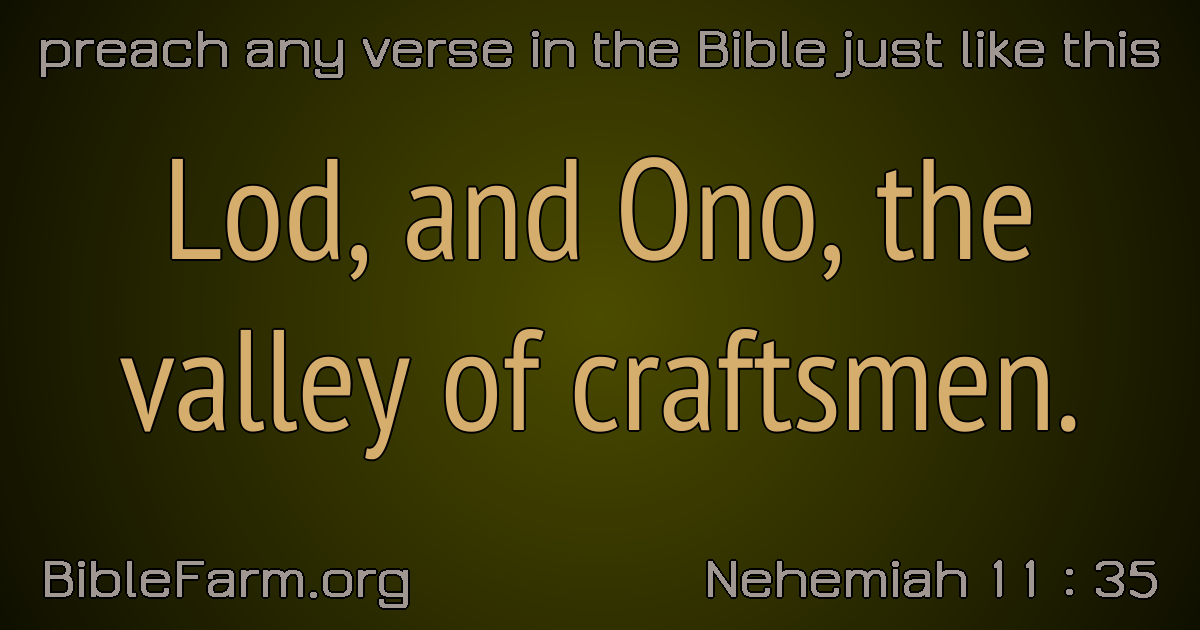 preach any verse in the Bible just like this
Lod, and Ono, the
valley of craftsmen.
BibleFarm.org
Nehemiah 11 : 35